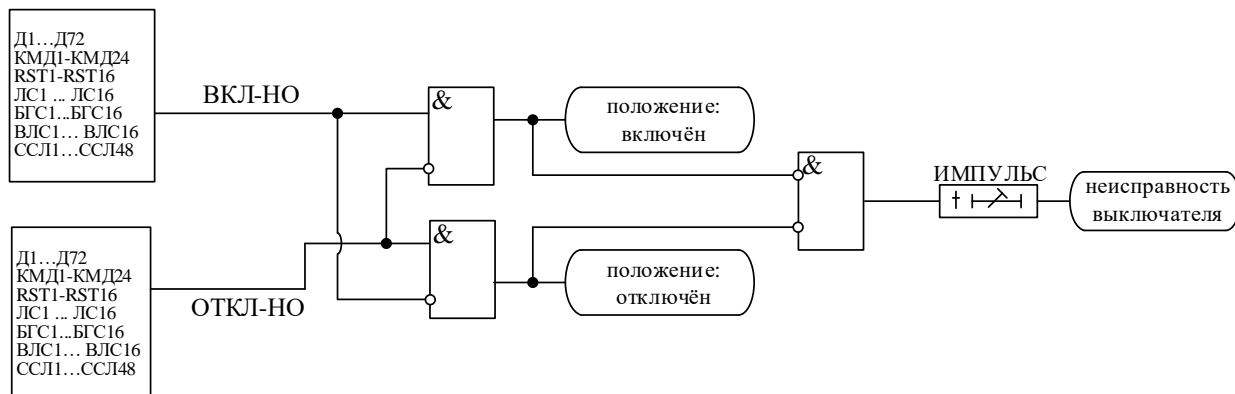 Д1…Д72
КМД1-КМД24
RST1-RST16
ЛС1 ... ЛС16
БГС1...БГС16
ВЛС1… ВЛС16
ССЛ1…ССЛ48
ВКЛ-НО
&
положение:
включён
Д1…Д72
КМД1-КМД24
RST1-RST16
ЛС1 ... ЛС16
БГС1...БГС16
ВЛС1… ВЛС16
ССЛ1…ССЛ48
ОТКЛ-НО
&
положение:
отключён
&
ИМПУЛЬС
t
неисправность
выключателя